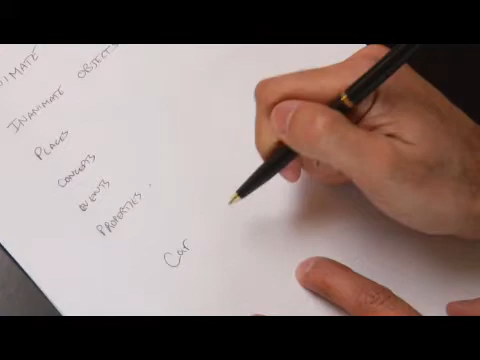 INANIMATE OBJECTS
PLACES
CONCEPTS
EVENTS
PROPERTIES
Car